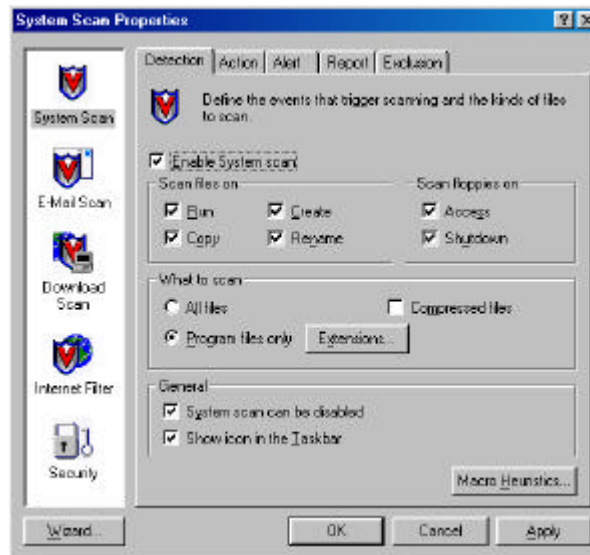 System Scan Properties
Detection Action Alert Report Exclusion
System Scan
E-Mail Scan
Download
Scan
Internet Filter
Security
Define the events that trigger scanning and the kinds of files
to scan.
Enable System scan
Scan files on
Run Create
Copy Rename
Scan floppies on
Access
Shutdown
What to scan
All files Compressed files
Program files only Extensions...
General
System scan can be disabled
Show icon in the Taskbar
Macro Heuristics...
Wizard... OK Cancel Apply